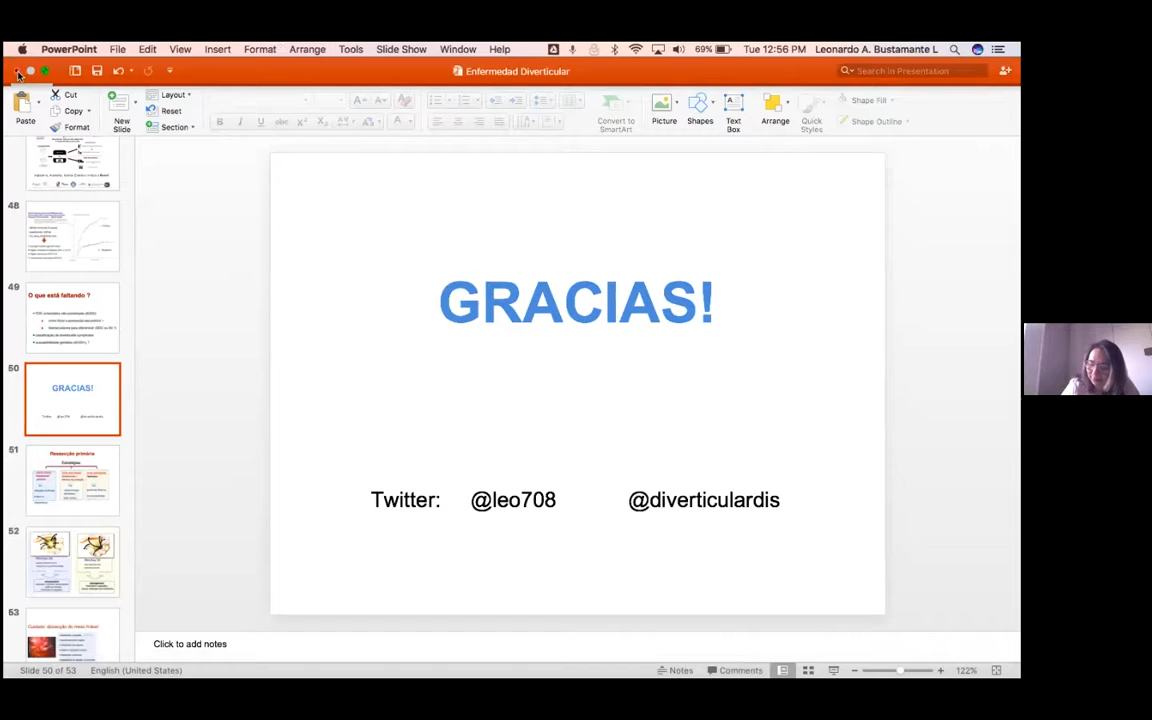 PowerPoint File Edit View Insert Format Arrange Tools Slide Show Window Help 69% Tue 12:56 PM Leonardo A. Bustamante L
Enfermedad Diverticular
Search in Presentation
Paste
Cut
Copy
Format
New Slide
Layout
Reset
Section
B I U abc X² X₂
Convert to SmartArt
Picture
Shapes
Text Box
Arrange
Quick Styles
Shape Fill
Shape Outline
48
49
O que está faltando ?
50
GRACIAS!
51
Ressecção primária
52
53
GRACIAS!
Twitter: @leo708 @diverticulardis
Click to add notes
Slide 50 of 53 English (United States) Notes Comments 122%